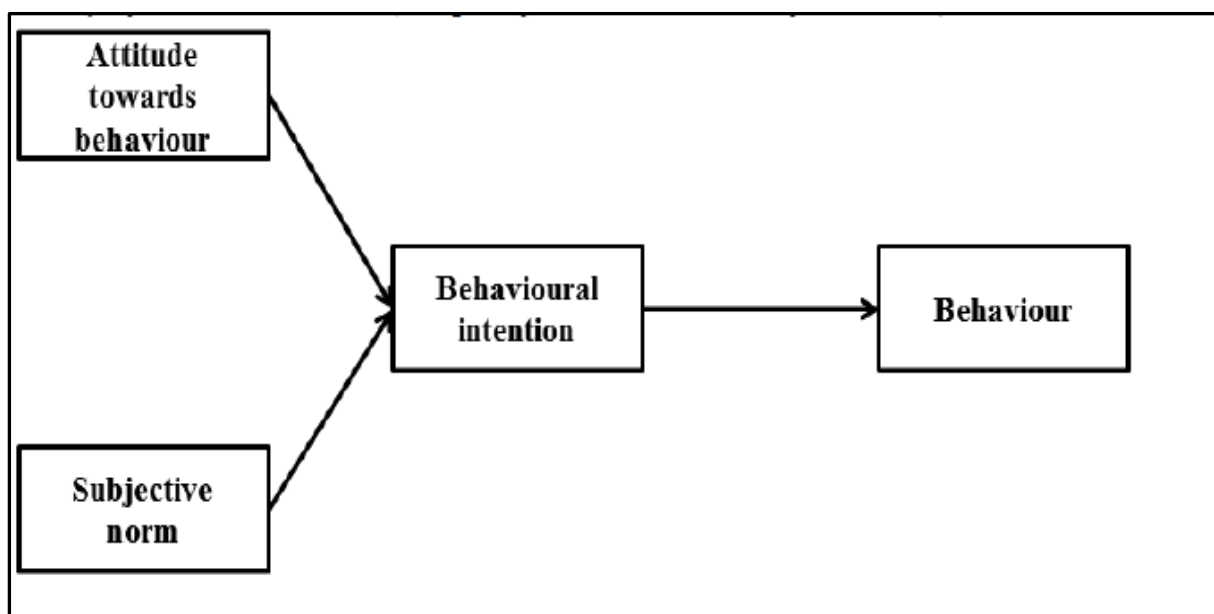 Attitude
towards
behaviour
Behavioural
intention
Behaviour
Subjective
norm